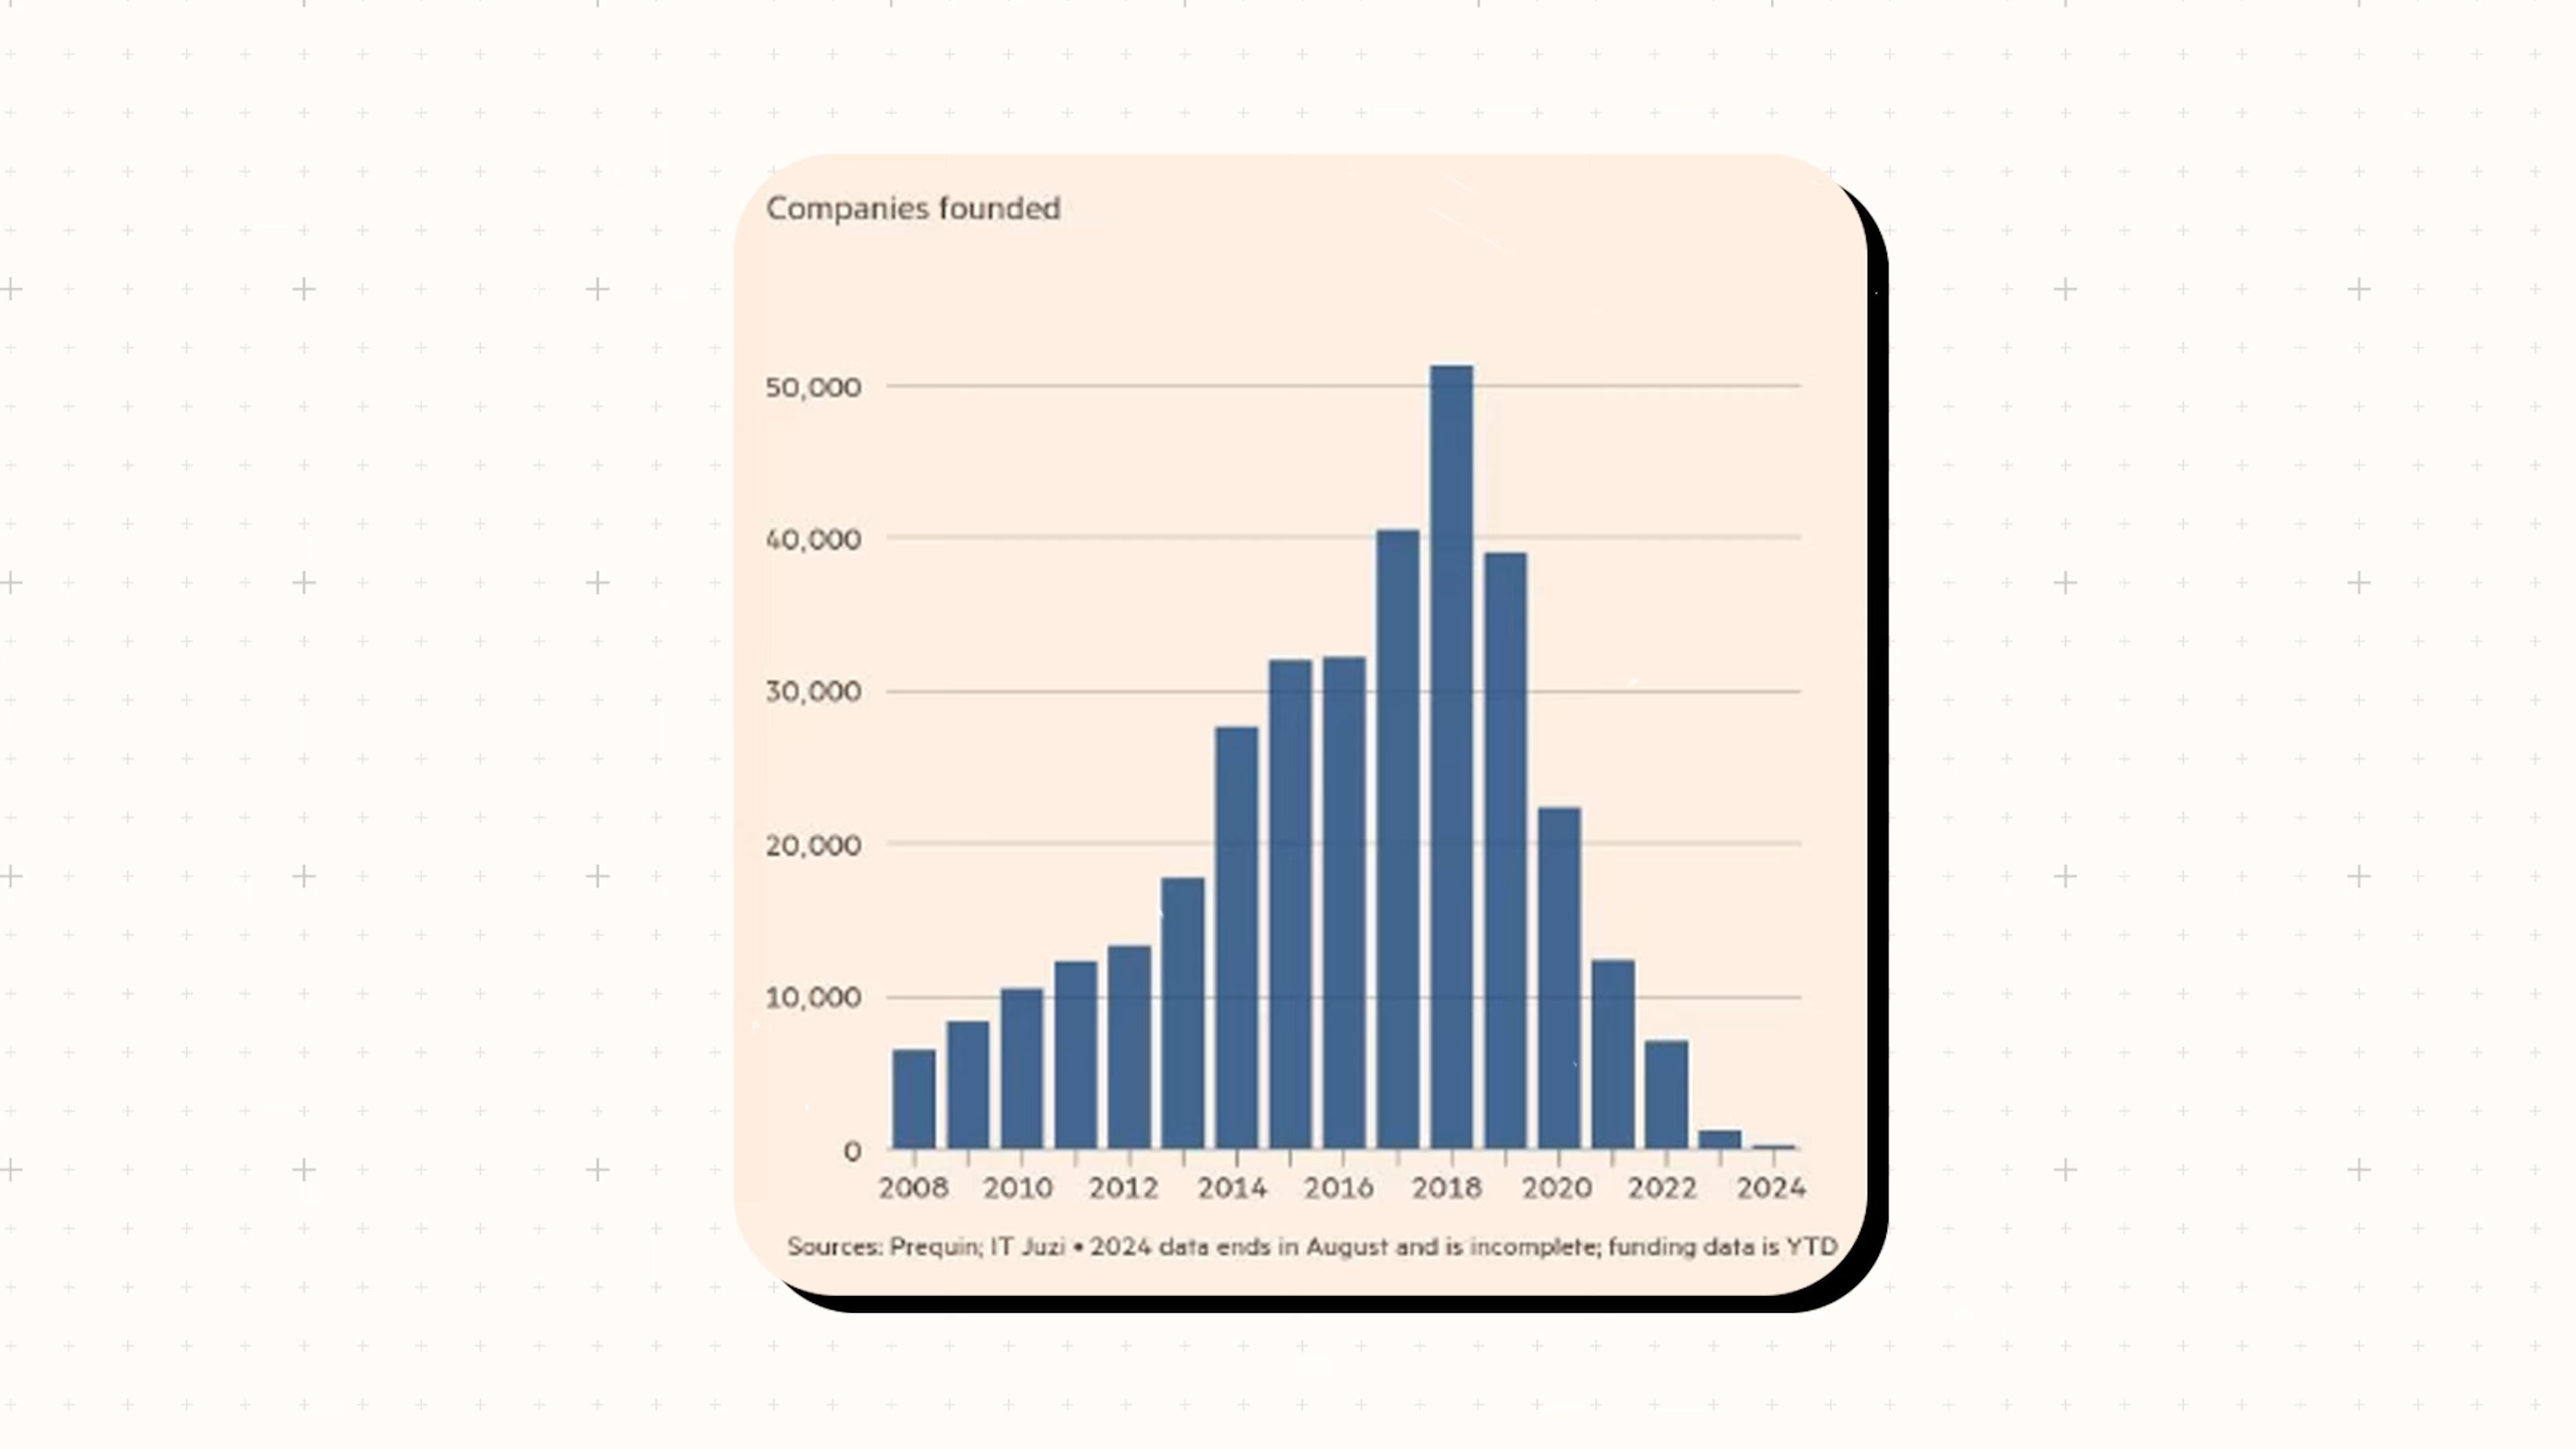 Companies founded
50,000
40,000
30,000
20,000
10,000
0
2008 2010 2012 2014 2016 2018 2020 2022 2024
Sources: Prequin; IT Juzi • 2024 data ends in August and is incomplete; funding data is YTD